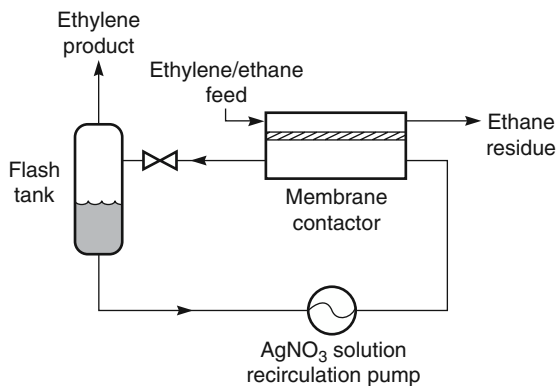 Ethylene
product
Ethylene/ethane
feed
Ethane
residue
Flash
tank
Membrane
contactor
AgNO₃ solution
recirculation pump